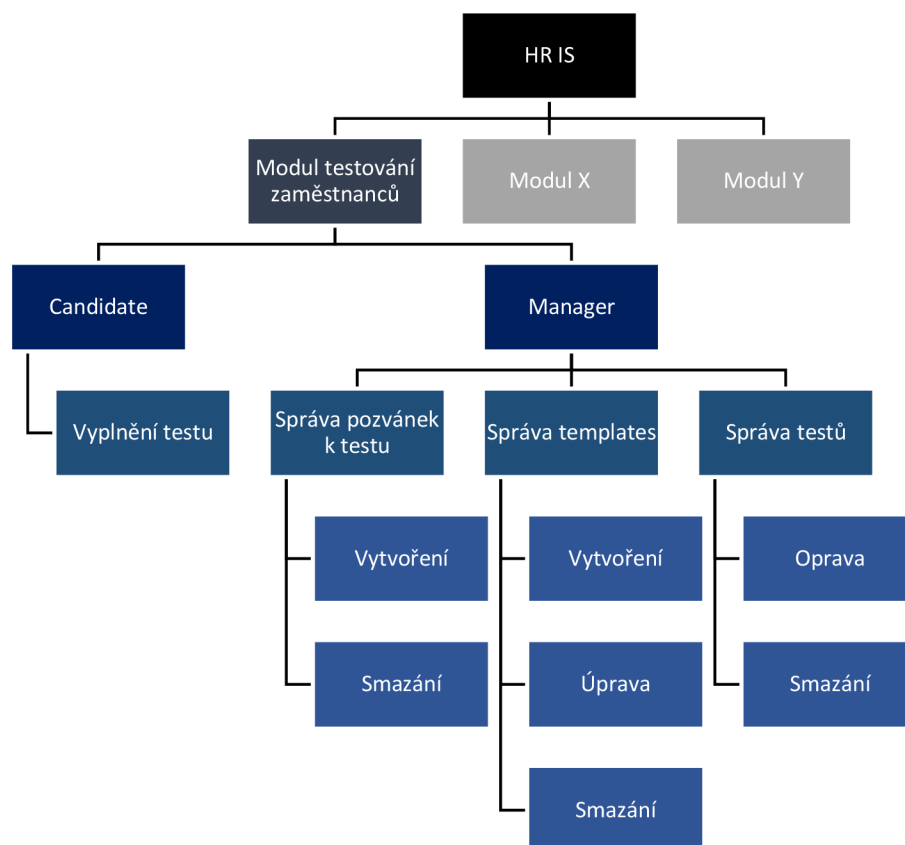 HR IS
Modul testování
zaměstnanců
Modul X
Modul Y
Candidate
Manager
Vyplnění testu
Správa pozvánek
k testu
Správa templates
Správa testů
Vytvoření
Vytvoření
Oprava
Smazání
Úprava
Smazání
Smazání